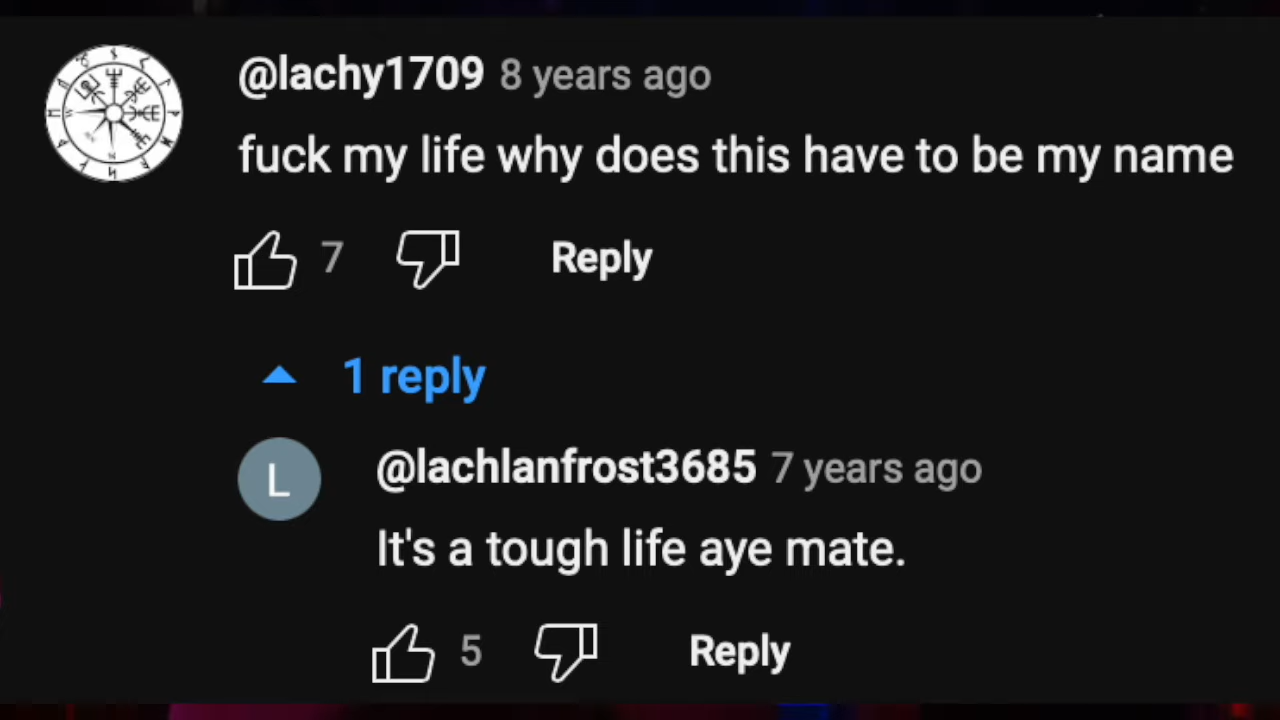 @lachy1709 8 years ago
fuck my life why does this have to be my name
7 Reply
1 reply
L
@lachlanfrost3685 7 years ago
It's a tough life aye mate.
5 Reply